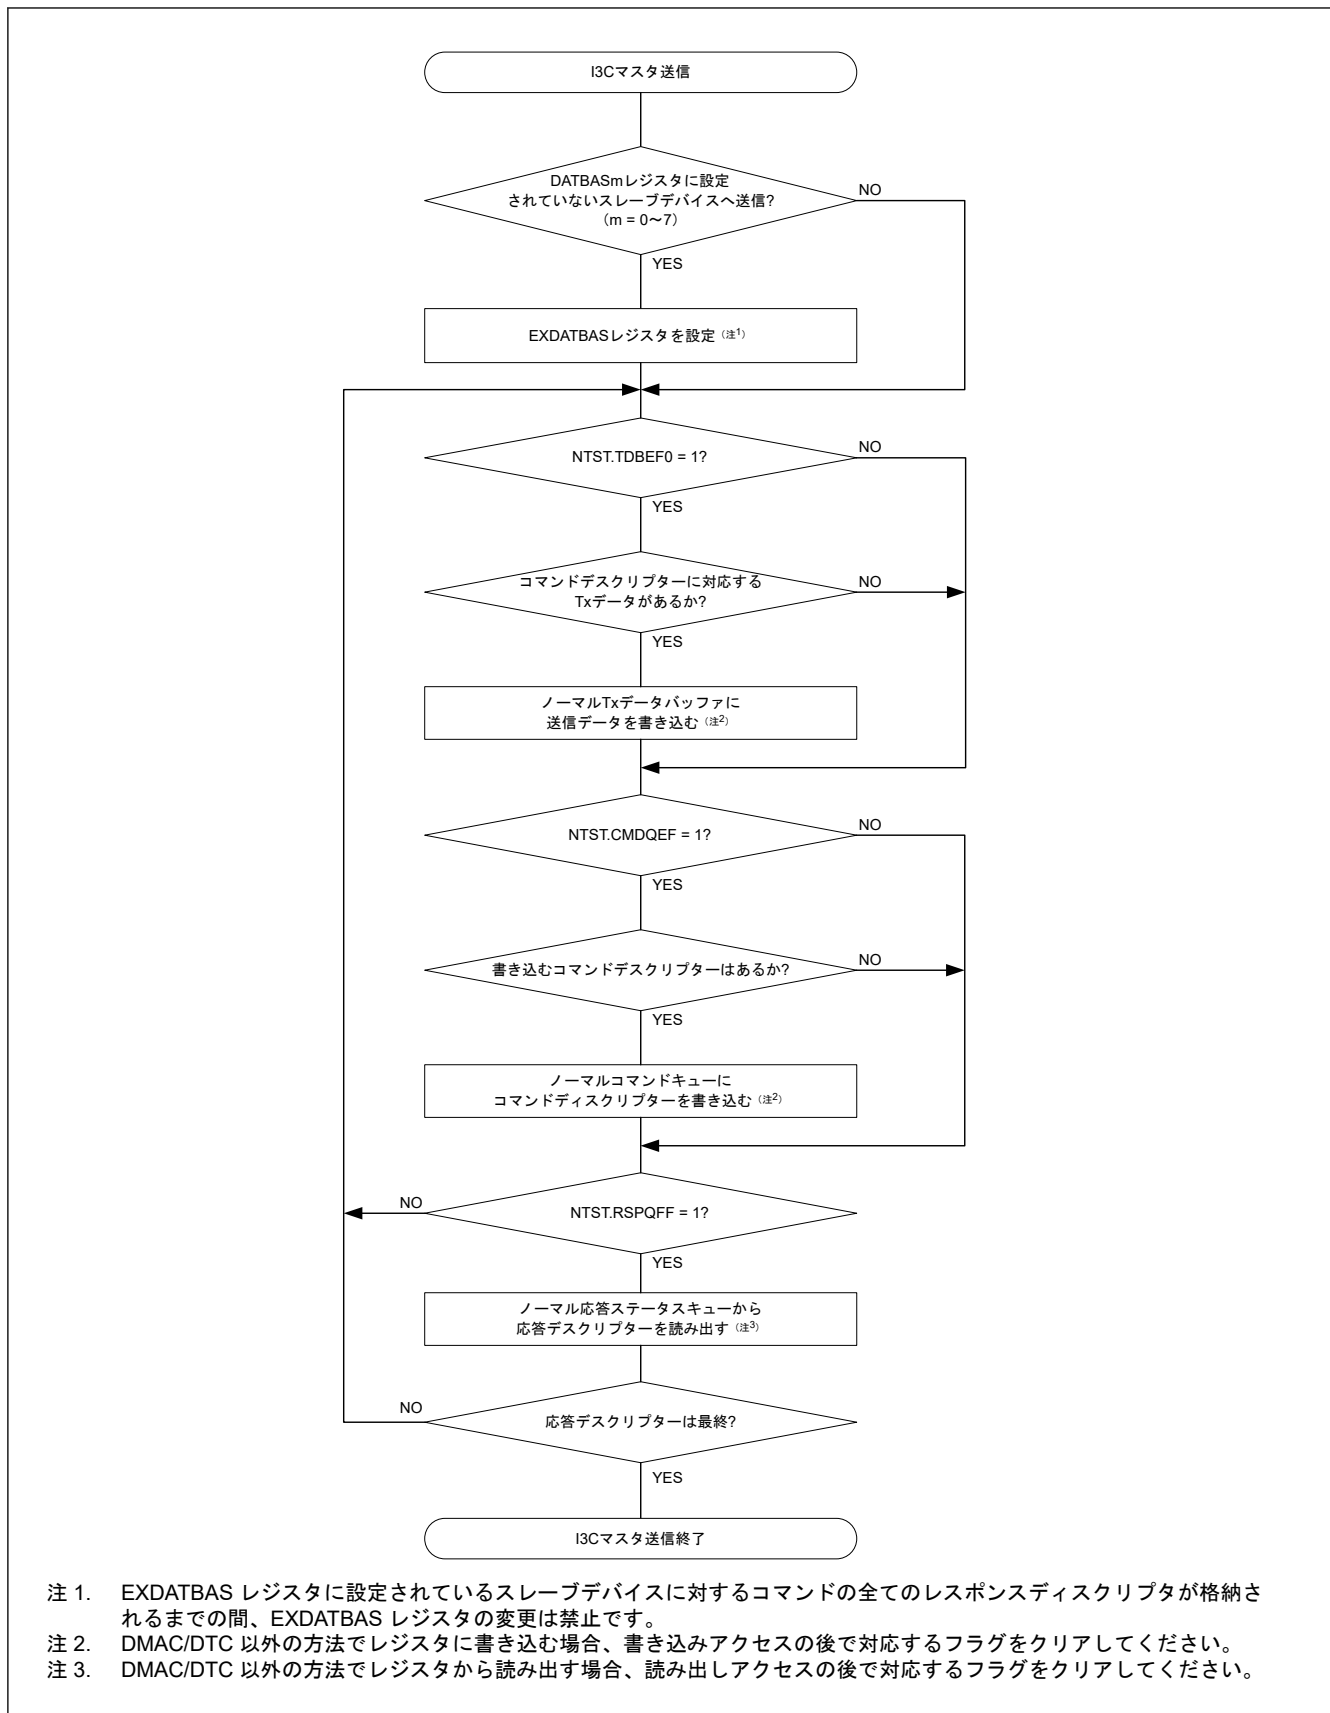 I3Cマスタ送信
DATBASmレジスタに設定
されていないスレーブデバイスへ送信?
（m = 0～7）
NO
YES
EXDATBASレジスタを設定（注1）
NTST.TDBEF0 = 1?
NO
YES
コマンドデスクリプターに対応する
Txデータがあるか?
NO
YES
ノーマルTxデータバッファに
送信データを書き込む（注2）
NTST.CMDQEF = 1?
NO
YES
書き込むコマンドデスクリプターはあるか?
NO
YES
ノーマルコマンドキューに
コマンドディスクリプターを書き込む（注2）
NO
NTST.RSPQFF = 1?
YES
ノーマル応答ステータスキューから
応答デスクリプターを読み出す（注3）
NO
応答デスクリプターは最終?
YES
I3Cマスタ送信終了
注 1. EXDATBAS レジスタに設定されているスレーブデバイスに対するコマンドの全てのレスポンスディスクリプタが格納さ
れるまでの間、EXDATBAS レジスタの変更は禁止です。
注 2. DMAC/DTC 以外の方法でレジスタに書き込む場合、書き込みアクセスの後で対応するフラグをクリアしてください。
注 3. DMAC/DTC 以外の方法でレジスタから読み出す場合、読み出しアクセスの後で対応するフラグをクリアしてください。